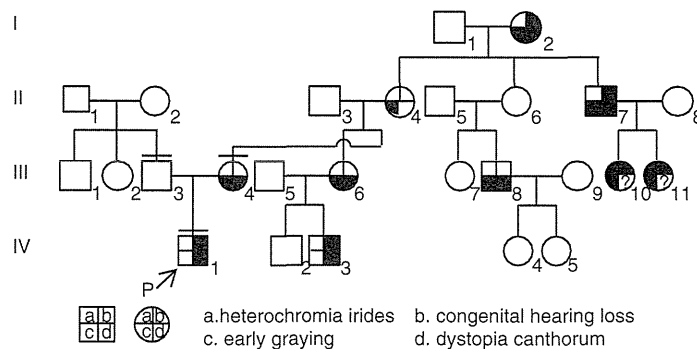 I
1 2
II
1 2 3 4 5 6 7 8
III
1 2 3 4 5 6 7 8 9 ? 10 ? 11
IV
1 2 3 4 5
P
a b a b a.heterochromia irides b. congenital hearing loss
c d c d c. early graying d. dystopia canthorum